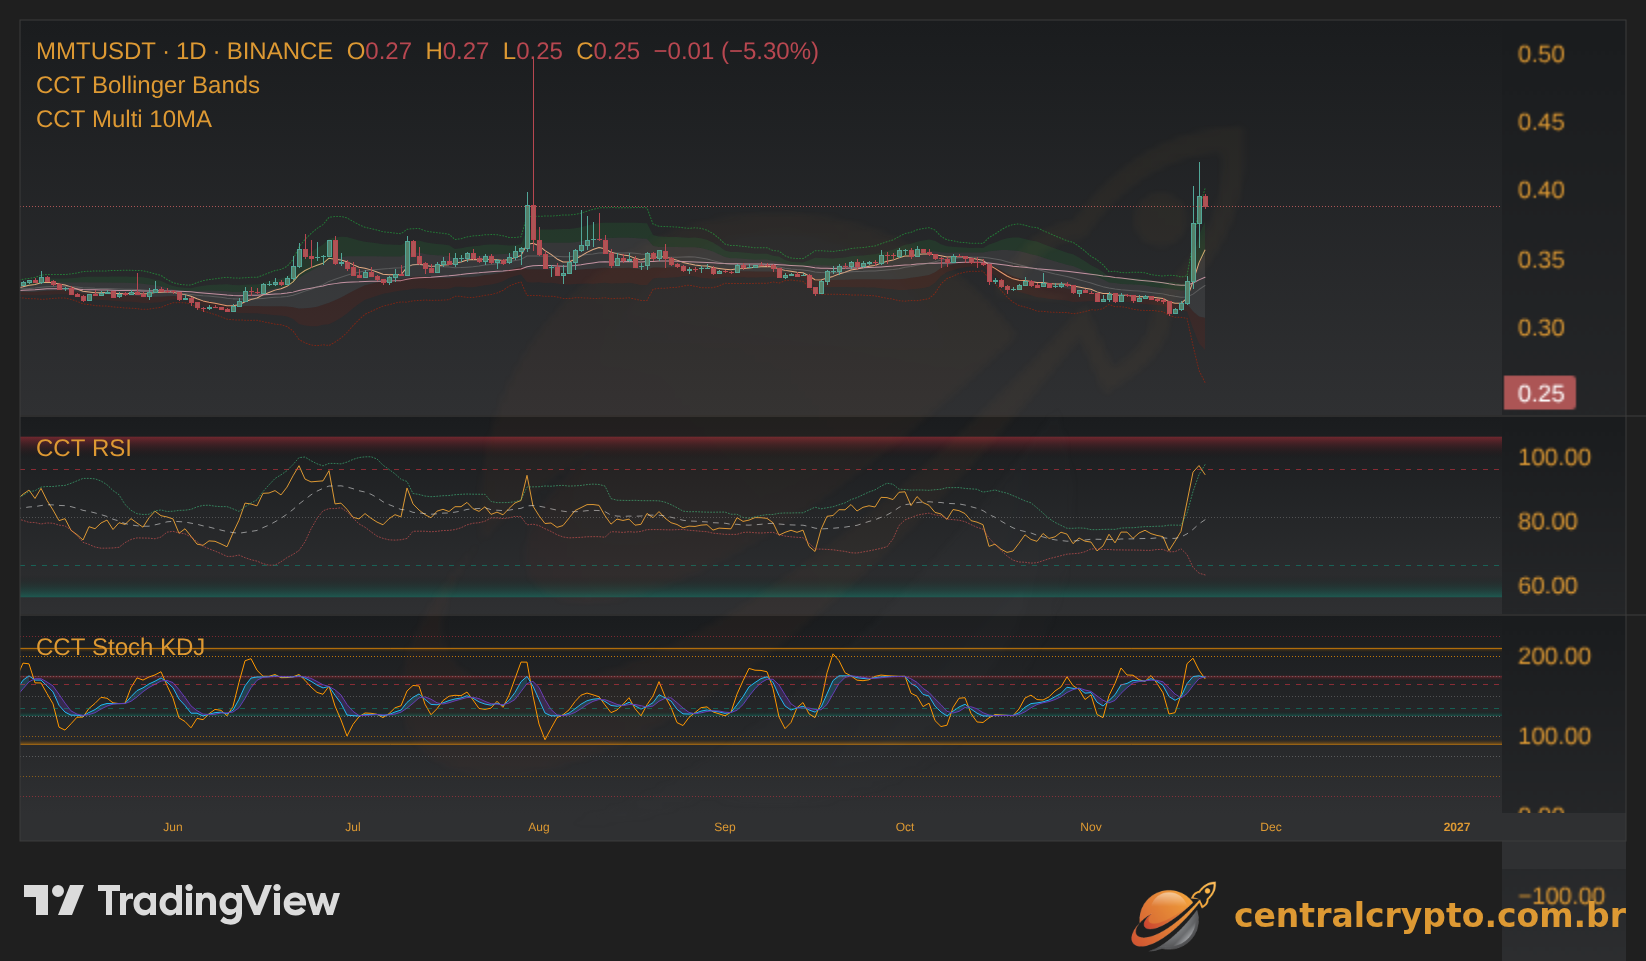 MMTUSDT · 1D · BINANCE O0.27 H0.27 L0.25 C0.25 −0.01 (−5.30%)
CCT Bollinger Bands
CCT Multi 10MA
0.50
0.45
0.40
0.35
0.30
0.25
CCT RSI
100.00
80.00
60.00
CCT Stoch KDJ
200.00
100.00
Jun Jul Aug Sep Oct Nov Dec 2027
−100.00
TradingView
centralcrypto.com.br